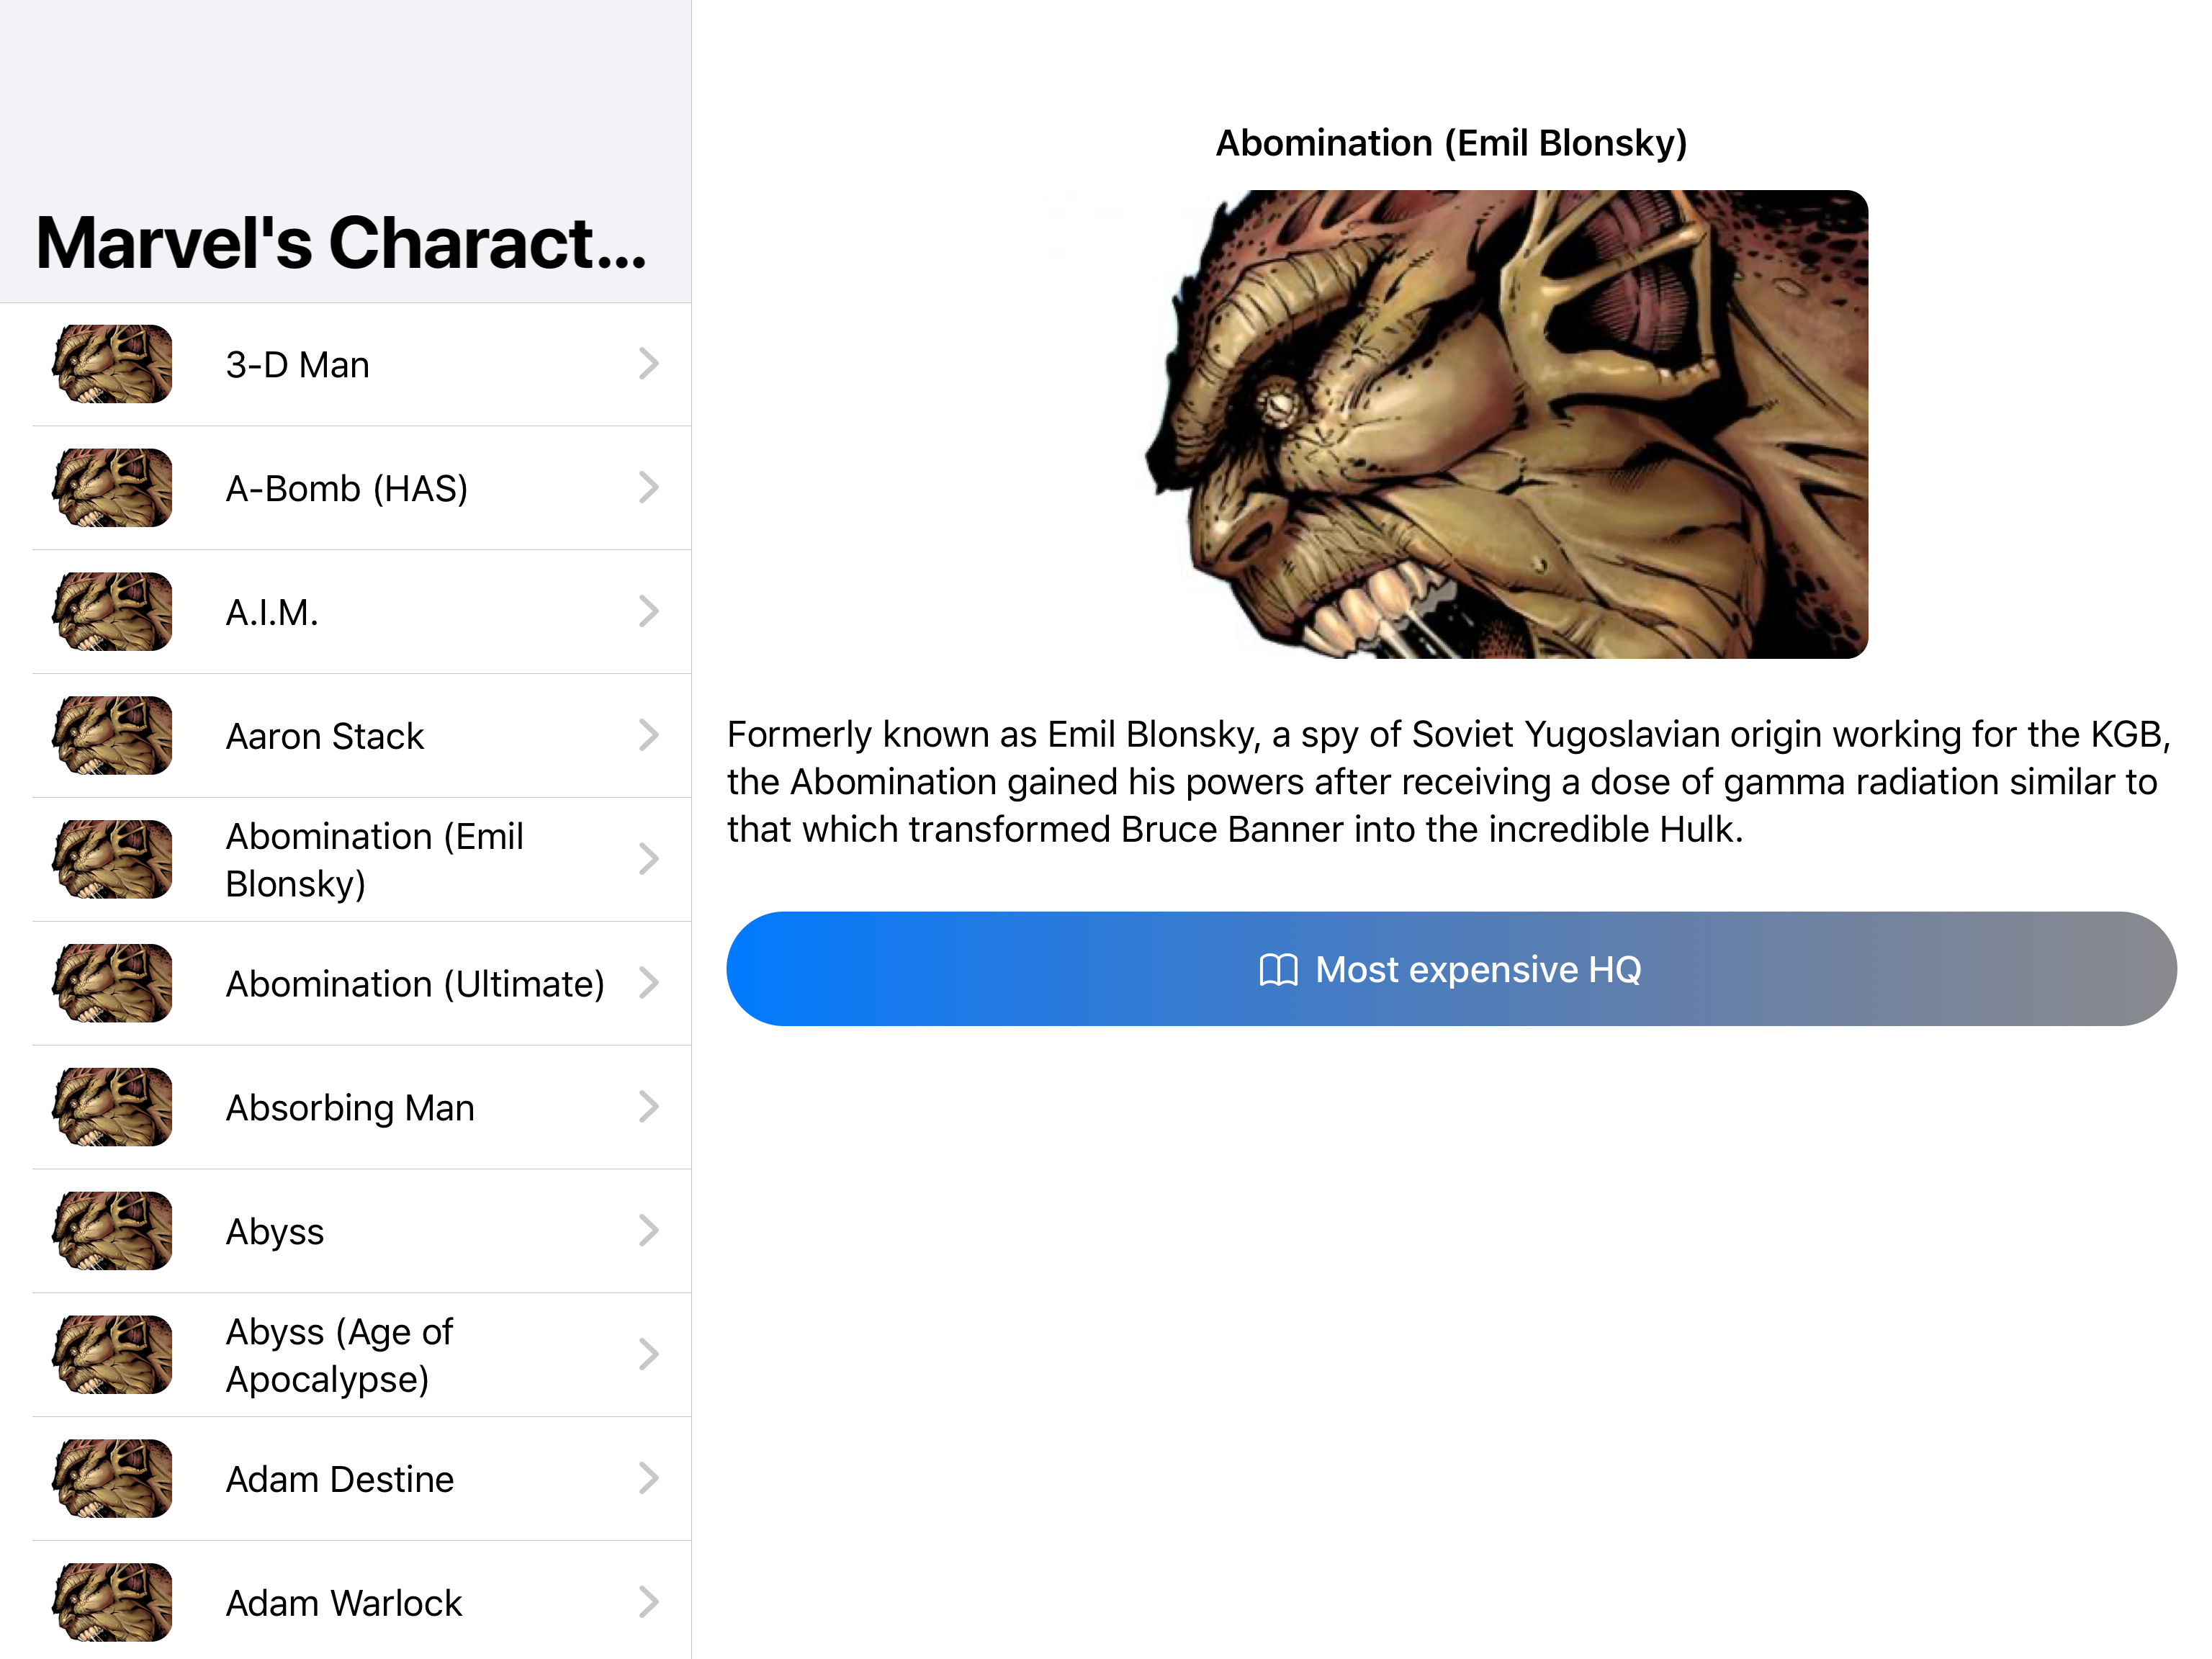 Marvel's Charact...
3-D Man
A-Bomb (HAS)
A.I.M.
Aaron Stack
Abomination (Emil
Blonsky)
Abomination (Ultimate)
Absorbing Man
Abyss
Abyss (Age of
Apocalypse)
Adam Destine
Adam Warlock
Abomination (Emil Blonsky)
Formerly known as Emil Blonsky, a spy of Soviet Yugoslavian origin working for the KGB,
the Abomination gained his powers after receiving a dose of gamma radiation similar to
that which transformed Bruce Banner into the incredible Hulk.
Most expensive HQ